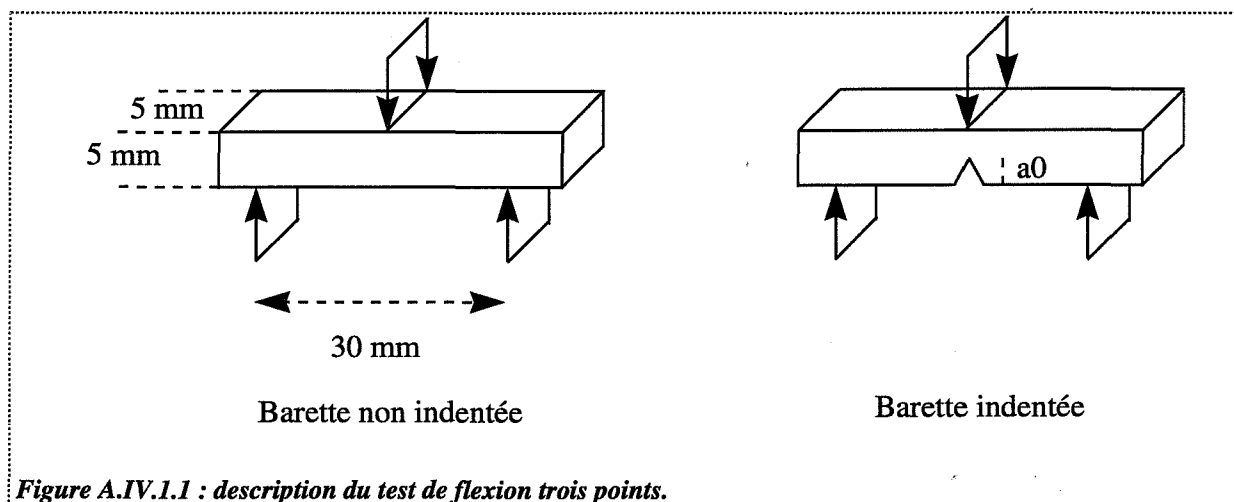 5 mm
5 mm
a0
30 mm
Barette non indentée
Barette indentée
Figure A.IV.1.1 : description du test de flexion trois points.